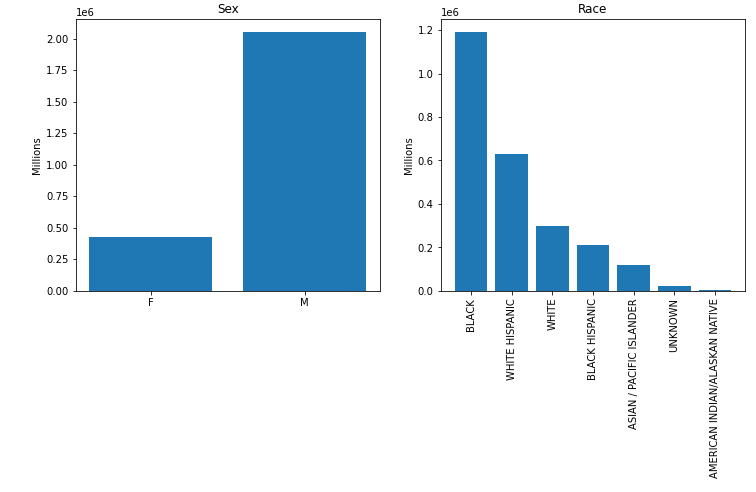 Sex
1e6
2.00
1.75
1.50
1.25
1.00
0.75
0.50
0.25
0.00
Millions
F
M
Race
1e6
1.2
1.0
0.8
0.6
0.4
0.2
0.0
Millions
BLACK
WHITE HISPANIC
WHITE
BLACK HISPANIC
ASIAN / PACIFIC ISLANDER
UNKNOWN
AMERICAN INDIAN/ALASKAN NATIVE